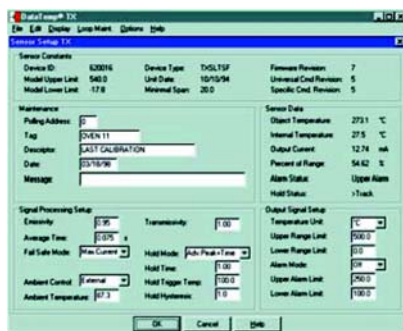 DataTemp® TX
File Edit Display Loop Maint. Options Help
Sensor Setup TX
Sensor Constants
Device ID: 620016 Device Type: TXSLTSF Firmware Revision: 7
Model Upper Limit: 540.0 Unit Date: 10/10/94 Universal Cmd Revision: 5
Model Lower Limit: -17.8 Minimal Span: 20.0 Specific Cmd. Revision: 5
Maintenance
Polling Address: 0
Tag: OVEN 11
Descriptor: LAST CALIBRATION
Date: 03/18/98
Message:
Sensor Data
Object Temperature 273.1 °C
Internal Temperature 27.5 °C
Output Current: 12.74 mA
Percent of Range: 54.62 %
Alarm Status: Upper Alarm
Hold Status: >Track
Signal Processing Setup:
Emissivity: 0.95 Transmissivity: 1.00
Average Time: 0.075 s
Fail Safe Mode: Max Current Hold Mode: Adv Peak+Time
Hold Time: 1.00
Ambient Control: External Hold Trigger Temp: 100.0
Ambient Temperature: 67.3 Hold Hysteresis: 1.0
Output Signal Setup
Temperature Unit: °C
Upper Range Limit: 500.0
Lower Range Limit: 0.0
Alarm Mode: Off
Upper Alarm Limit: 250.0
Lower Alarm Limit: 100.0
OK Cancel Help